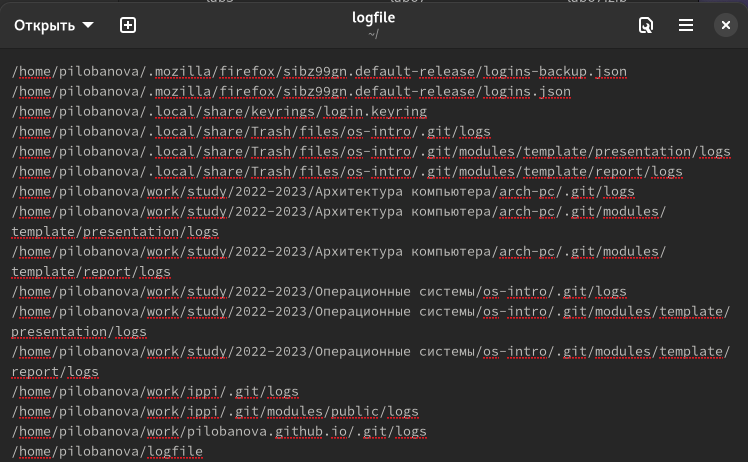 Открыть
logfile
~/
/home/pilobanova/.mozilla/firefox/sibz99gn.default-release/logins-backup.json
/home/pilobanova/.mozilla/firefox/sibz99gn.default-release/logins.json
/home/pilobanova/.local/share/keyrings/login.keyring
/home/pilobanova/.local/share/Trash/files/os-intro/.git/logs
/home/pilobanova/.local/share/Trash/files/os-intro/.git/modules/template/presentation/logs
/home/pilobanova/.local/share/Trash/files/os-intro/.git/modules/template/report/logs
/home/pilobanova/work/study/2022-2023/Архитектура компьютера/arch-pc/.git/logs
/home/pilobanova/work/study/2022-2023/Архитектура компьютера/arch-pc/.git/modules/
template/presentation/logs
/home/pilobanova/work/study/2022-2023/Архитектура компьютера/arch-pc/.git/modules/
template/report/logs
/home/pilobanova/work/study/2022-2023/Операционные системы/os-intro/.git/logs
/home/pilobanova/work/study/2022-2023/Операционные системы/os-intro/.git/modules/template/
presentation/logs
/home/pilobanova/work/study/2022-2023/Операционные системы/os-intro/.git/modules/template/
report/logs
/home/pilobanova/work/ippi/.git/logs
/home/pilobanova/work/ippi/.git/modules/public/logs
/home/pilobanova/work/pilobanova.github.io/.git/logs
/home/pilobanova/logfile